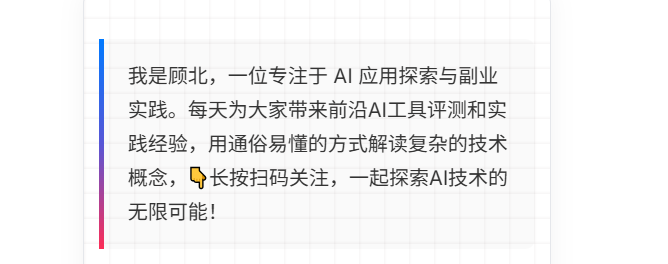 我是顾北，一位专注于 AI 应用探索与副业
实践。每天为大家带来前沿AI工具评测和实
践经验，用通俗易懂的方式解读复杂的技术
概念，👇长按扫码关注，一起探索AI技术的
无限可能！